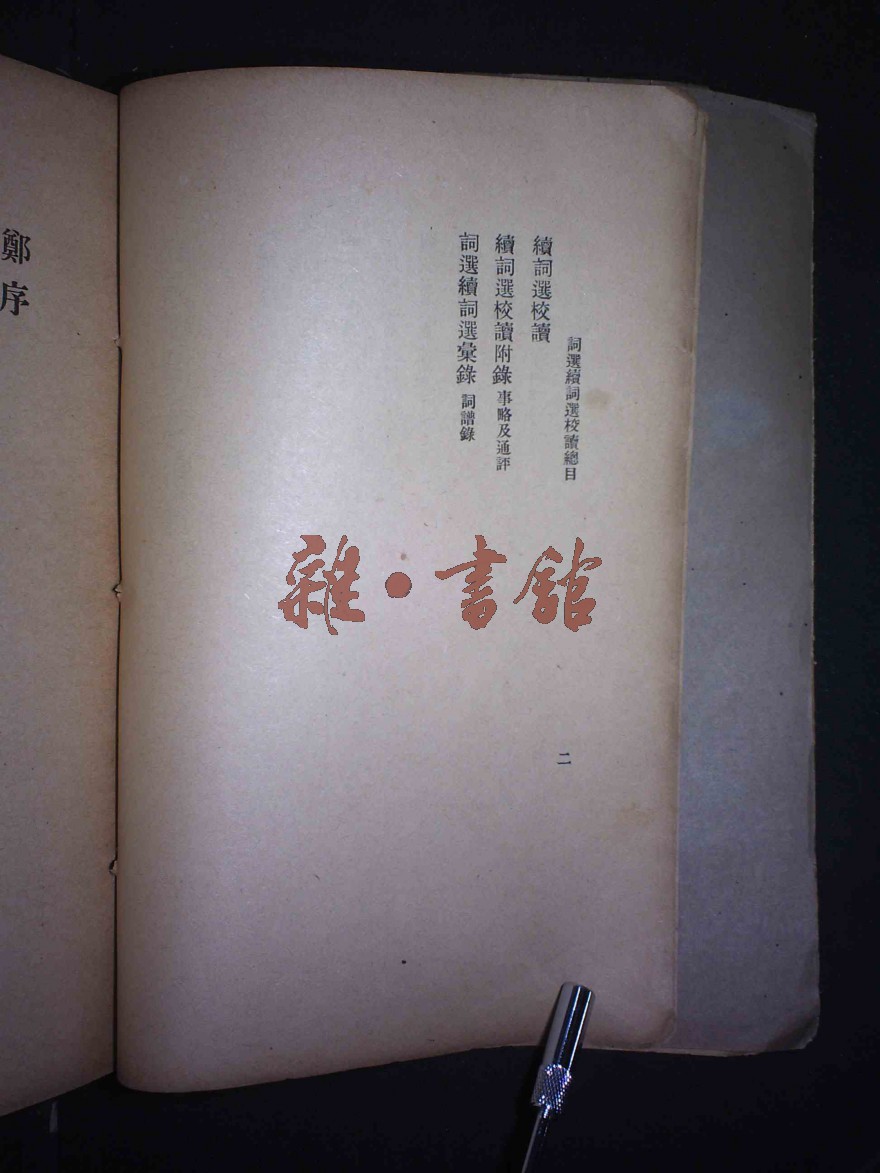 詞選續詞選校讀總目
續詞選校讀
續詞選校讀附錄 事略及通評
詞選續詞選彙錄 詞譜錄
二
鄭序
雜·書館